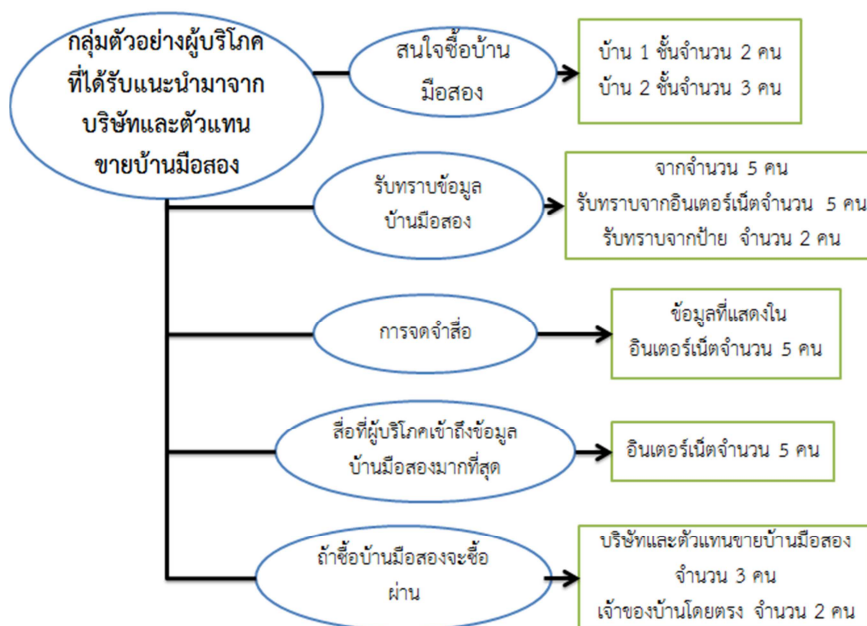 กลุ่มตัวอย่างผู้บริโภค
ที่ได้รับแนะนำมาจาก
บริษัทและตัวแทน
ขายบ้านมือสอง
สนใจซื้อบ้าน
มือสอง
บ้าน 1 ชั้นจำนวน 2 คน
บ้าน 2 ชั้นจำนวน 3 คน
รับทราบข้อมูล
บ้านมือสอง
จากจำนวน 5 คน
รับทราบจากอินเตอร์เน็ตจำนวน 5 คน
รับทราบจากป้าย จำนวน 2 คน
การจดจำสื่อ
ข้อมูลที่แสดงใน
อินเตอร์เน็ตจำนวน 5 คน
สื่อที่ผู้บริโภคเข้าถึงข้อมูล
บ้านมือสองมากที่สุด
อินเตอร์เน็ตจำนวน 5 คน
ถ้าซื้อบ้านมือสองจะซื้อ
ผ่าน
บริษัทและตัวแทนขายบ้านมือสอง
จำนวน 3 คน
เจ้าของบ้านโดยตรง จำนวน 2 คน